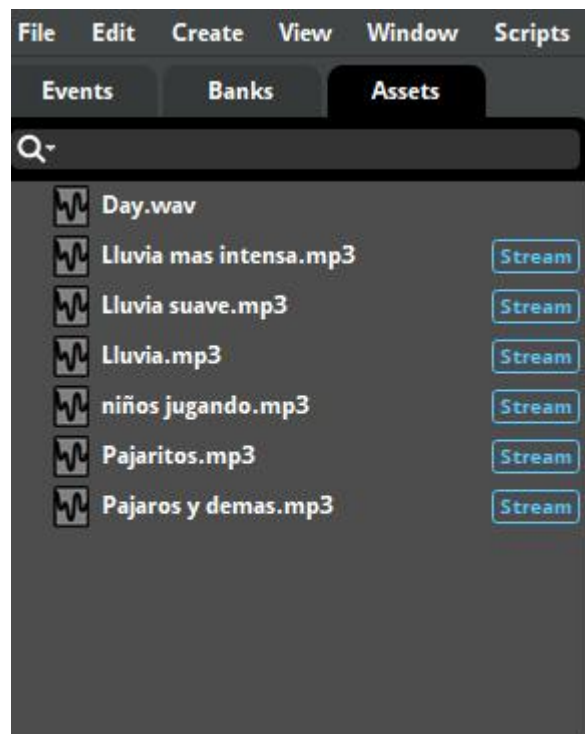 File Edit Create View Window Scripts
Events Banks Assets
Day.wav
Lluvia mas intensa.mp3 Stream
Lluvia suave.mp3 Stream
Lluvia.mp3 Stream
niños jugando.mp3 Stream
Pajaritos.mp3 Stream
Pajaros y demas.mp3 Stream